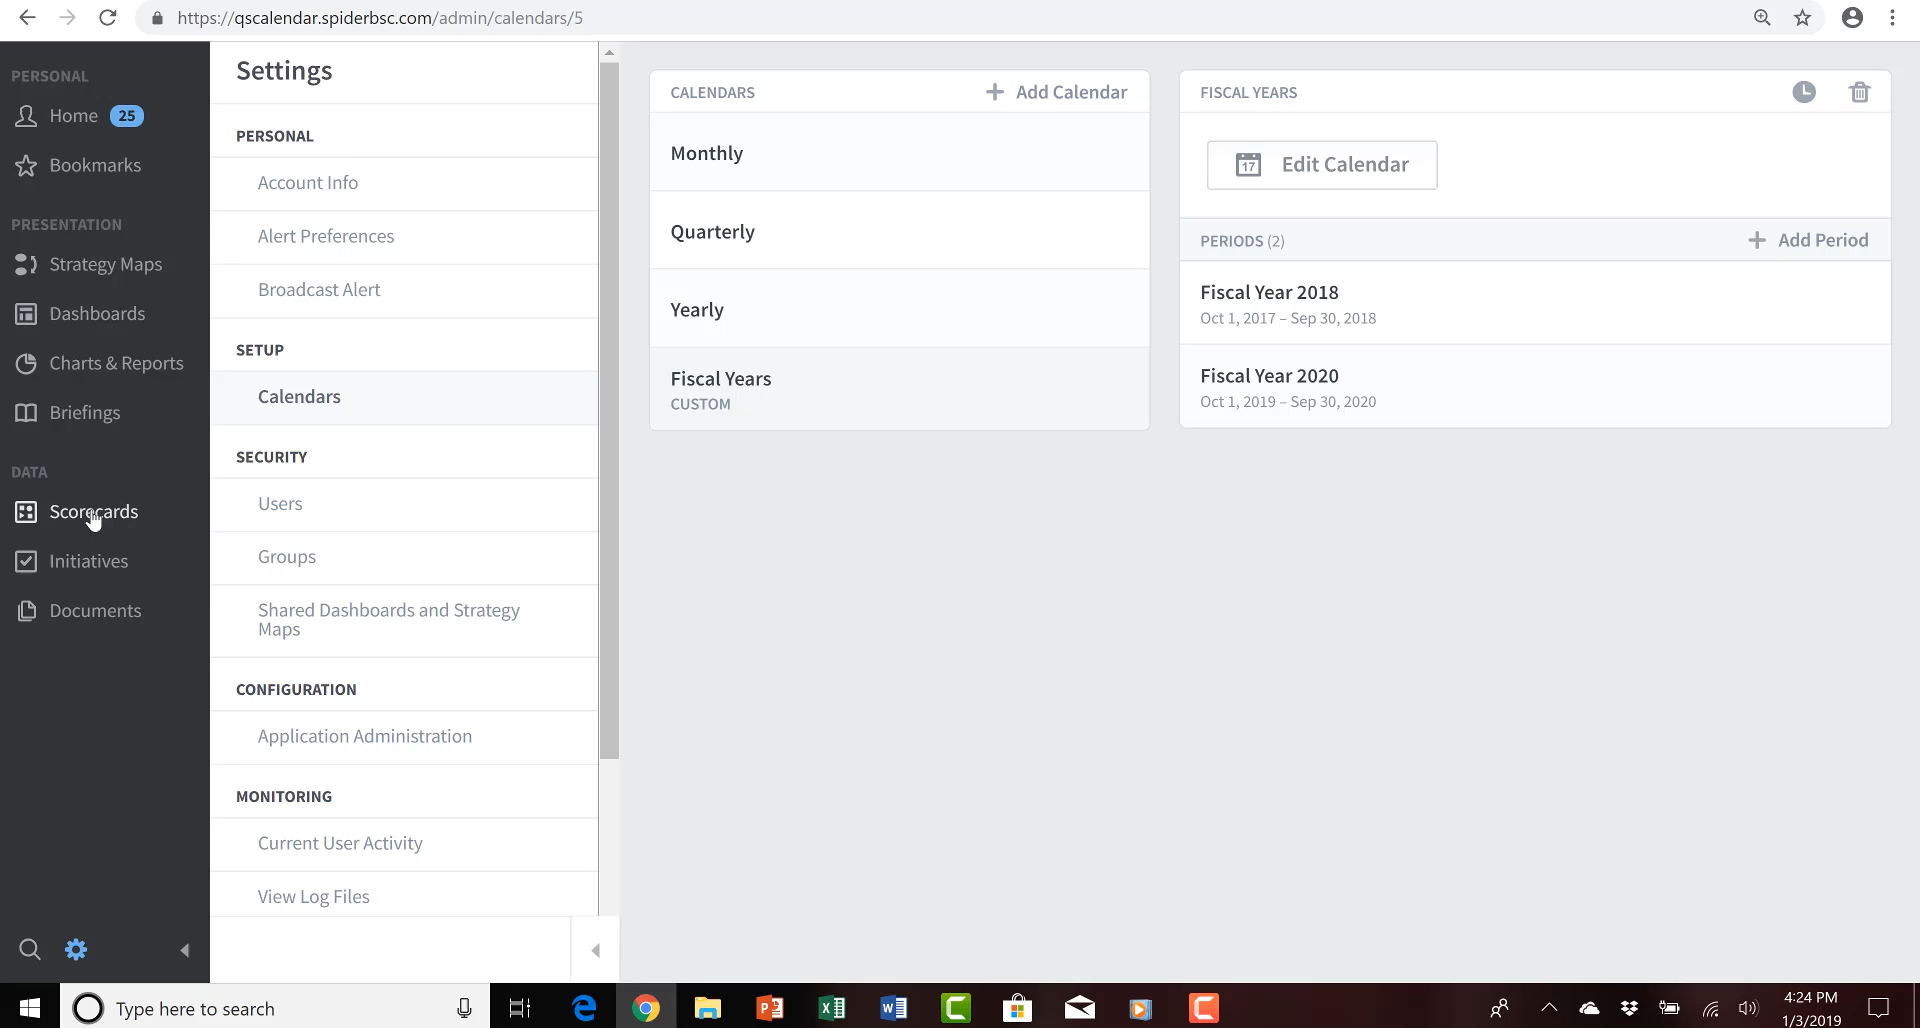 https://qscalendar.spiderbsc.com/admin/calendars/5
PERSONAL
Home 25
Bookmarks
PRESENTATION
Strategy Maps
Dashboards
Charts & Reports
Briefings
DATA
Scorecards
Initiatives
Documents
Settings
PERSONAL
Account Info
Alert Preferences
Broadcast Alert
SETUP
Calendars
SECURITY
Users
Groups
Shared Dashboards and Strategy
Maps
CONFIGURATION
Application Administration
MONITORING
Current User Activity
View Log Files
CALENDARS
Add Calendar
Monthly
Quarterly
Yearly
Fiscal Years
CUSTOM
FISCAL YEARS
17 Edit Calendar
PERIODS (2)
Add Period
Fiscal Year 2018
Oct 1, 2017 – Sep 30, 2018
Fiscal Year 2020
Oct 1, 2019 – Sep 30, 2020
Type here to search
4:24 PM
1/3/2019